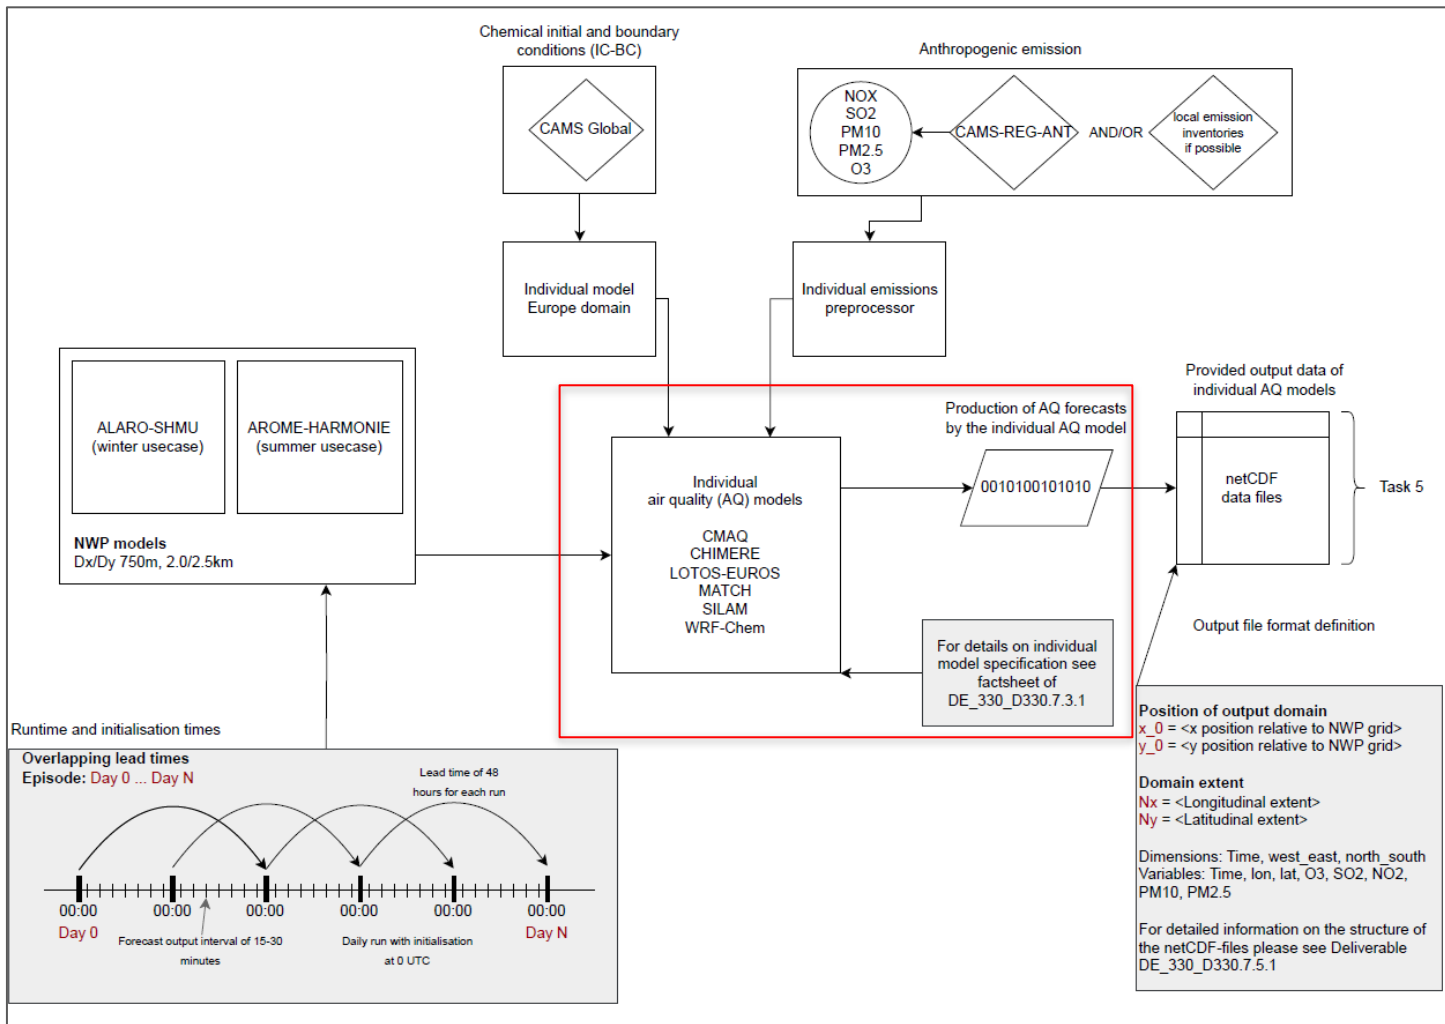 Chemical initial and boundary
conditions (IC-BC)
CAMS Global
Anthropogenic emission
NOX
SO2
PM10
PM2.5
O3
CAMS-REG-ANT
AND/OR
local emission
inventories
if possible
Individual model
Europe domain
Individual emissions
preprocessor
ALARO-SHMU
(winter usecase)
AROME-HARMONIE
(summer usecase)
NWP models
Dx/Dy 750m, 2.0/2.5km
Individual
air quality (AQ) models
CMAQ
CHIMERE
LOTOS-EUROS
MATCH
SILAM
WRF-Chem
Production of AQ forecasts
by the individual AQ model
0010100101010
For details on individual
model specification see
factsheet of
DE_330_D330.7.3.1
Provided output data of
individual AQ models
netCDF
data files
Task 5
Output file format definition
Position of output domain
x_0 = <x position relative to NWP grid>
y_0 = <y position relative to NWP grid>
Domain extent
Nx = <Longitudinal extent>
Ny = <Latitudinal extent>
Dimensions: Time, west_east, north_south
Variables: Time, lon, lat, O3, SO2, NO2,
PM10, PM2.5
For detailed information on the structure of
the netCDF-files please see Deliverable
DE_330_D330.7.5.1
Runtime and initialisation times
Overlapping lead times
Episode: Day 0 ... Day N
Lead time of 48
hours for each run
00:00
00:00
00:00
00:00
00:00
00:00
Day 0
Day N
Forecast output interval of 15-30
minutes
Daily run with initialisation
at 0 UTC